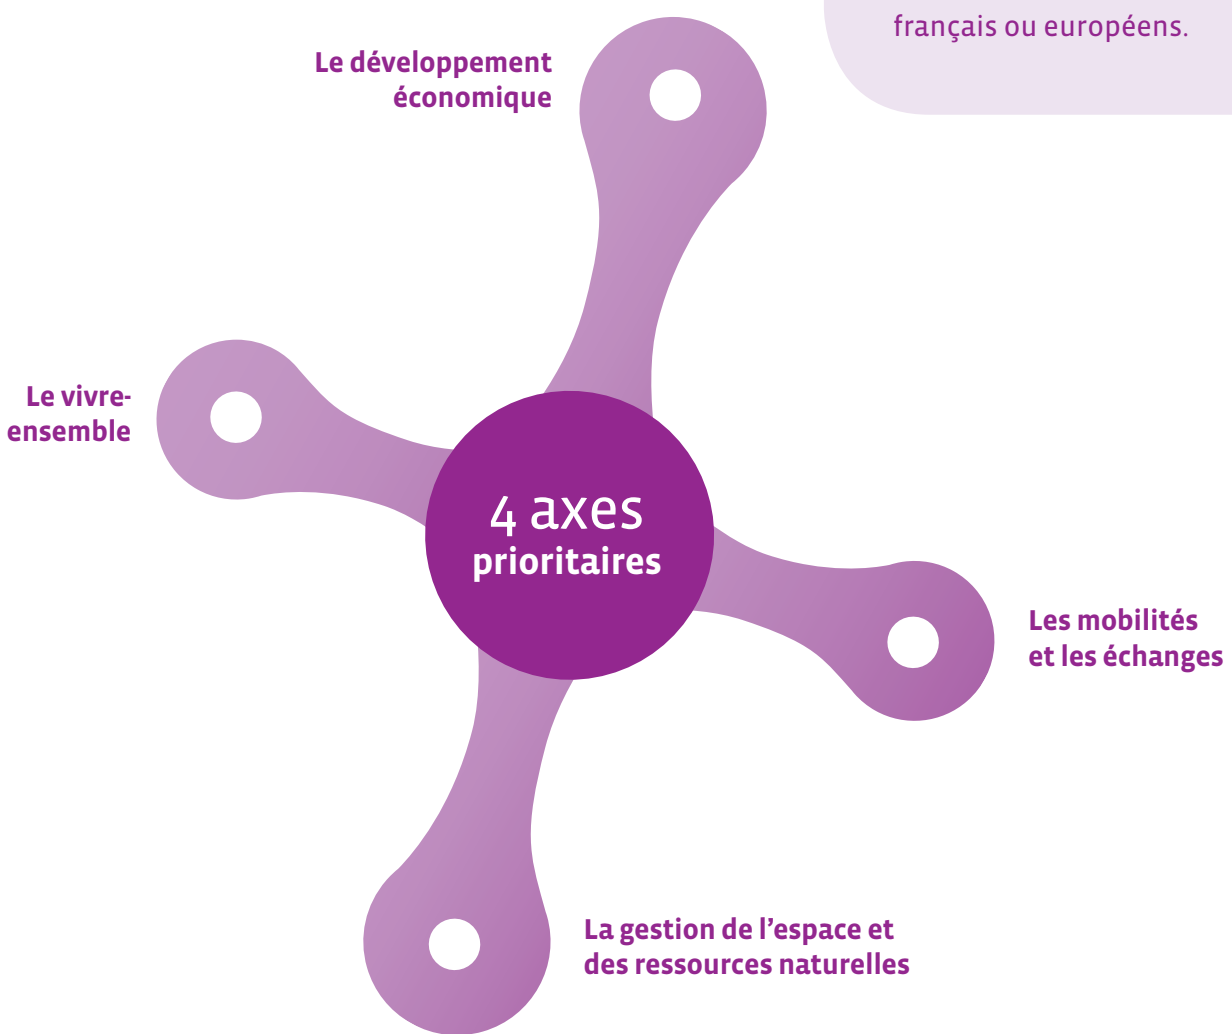 français ou européens.
Le développement
économique
Le vivre-
ensemble
4 axes
prioritaires
Les mobilités
et les échanges
La gestion de l’espace et
des ressources naturelles